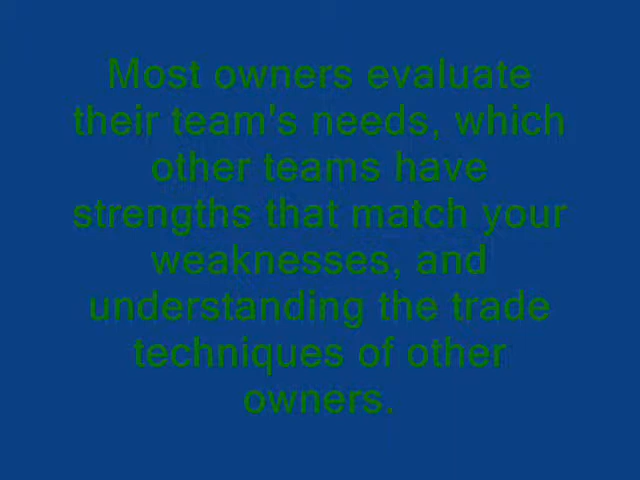 Most owners evaluate
their team's needs, which
other teams have
strengths that match your
weaknesses, and
understanding the trade
techniques of other
owners.